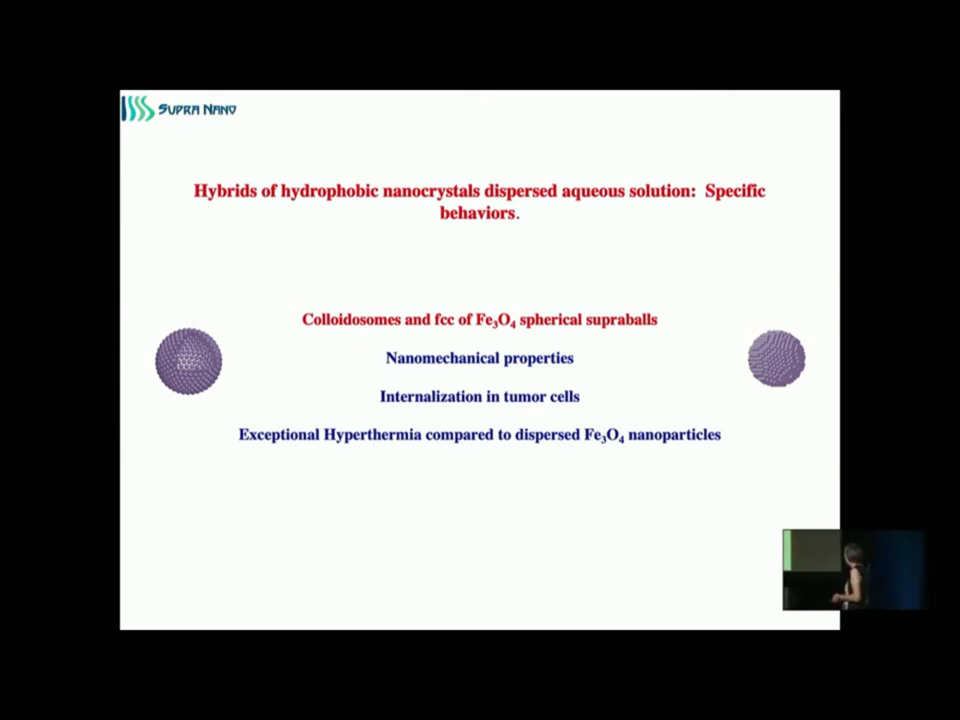 SUPRA NANO
Hybrids of hydrophobic nanocrystals dispersed aqueous solution: Specific
behaviors.
Colloidosomes and fcc of Fe₃O₄ spherical supraballs
Nanomechanical properties
Internalization in tumor cells
Exceptional Hyperthermia compared to dispersed Fe₃O₄ nanoparticles